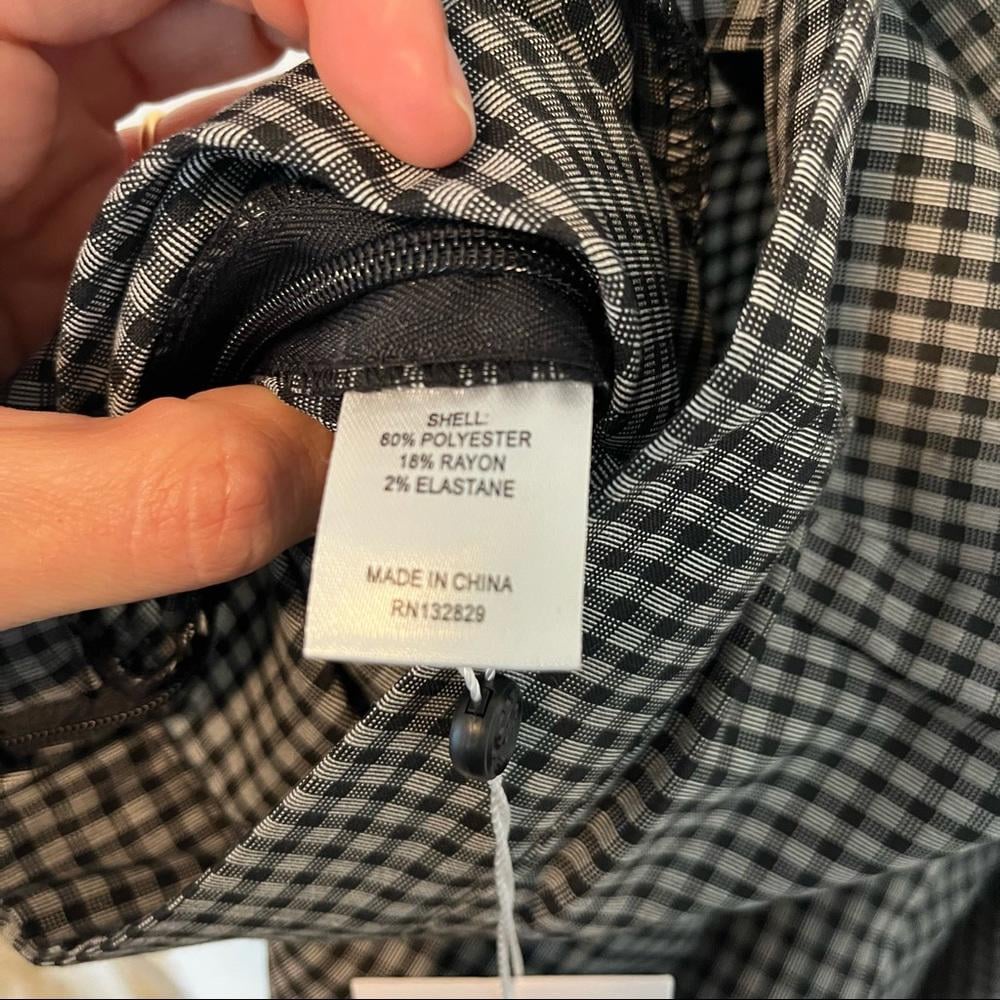 SHELL:
80% POLYESTER
18% RAYON
2% ELASTANE
MADE IN CHINA
RN132829